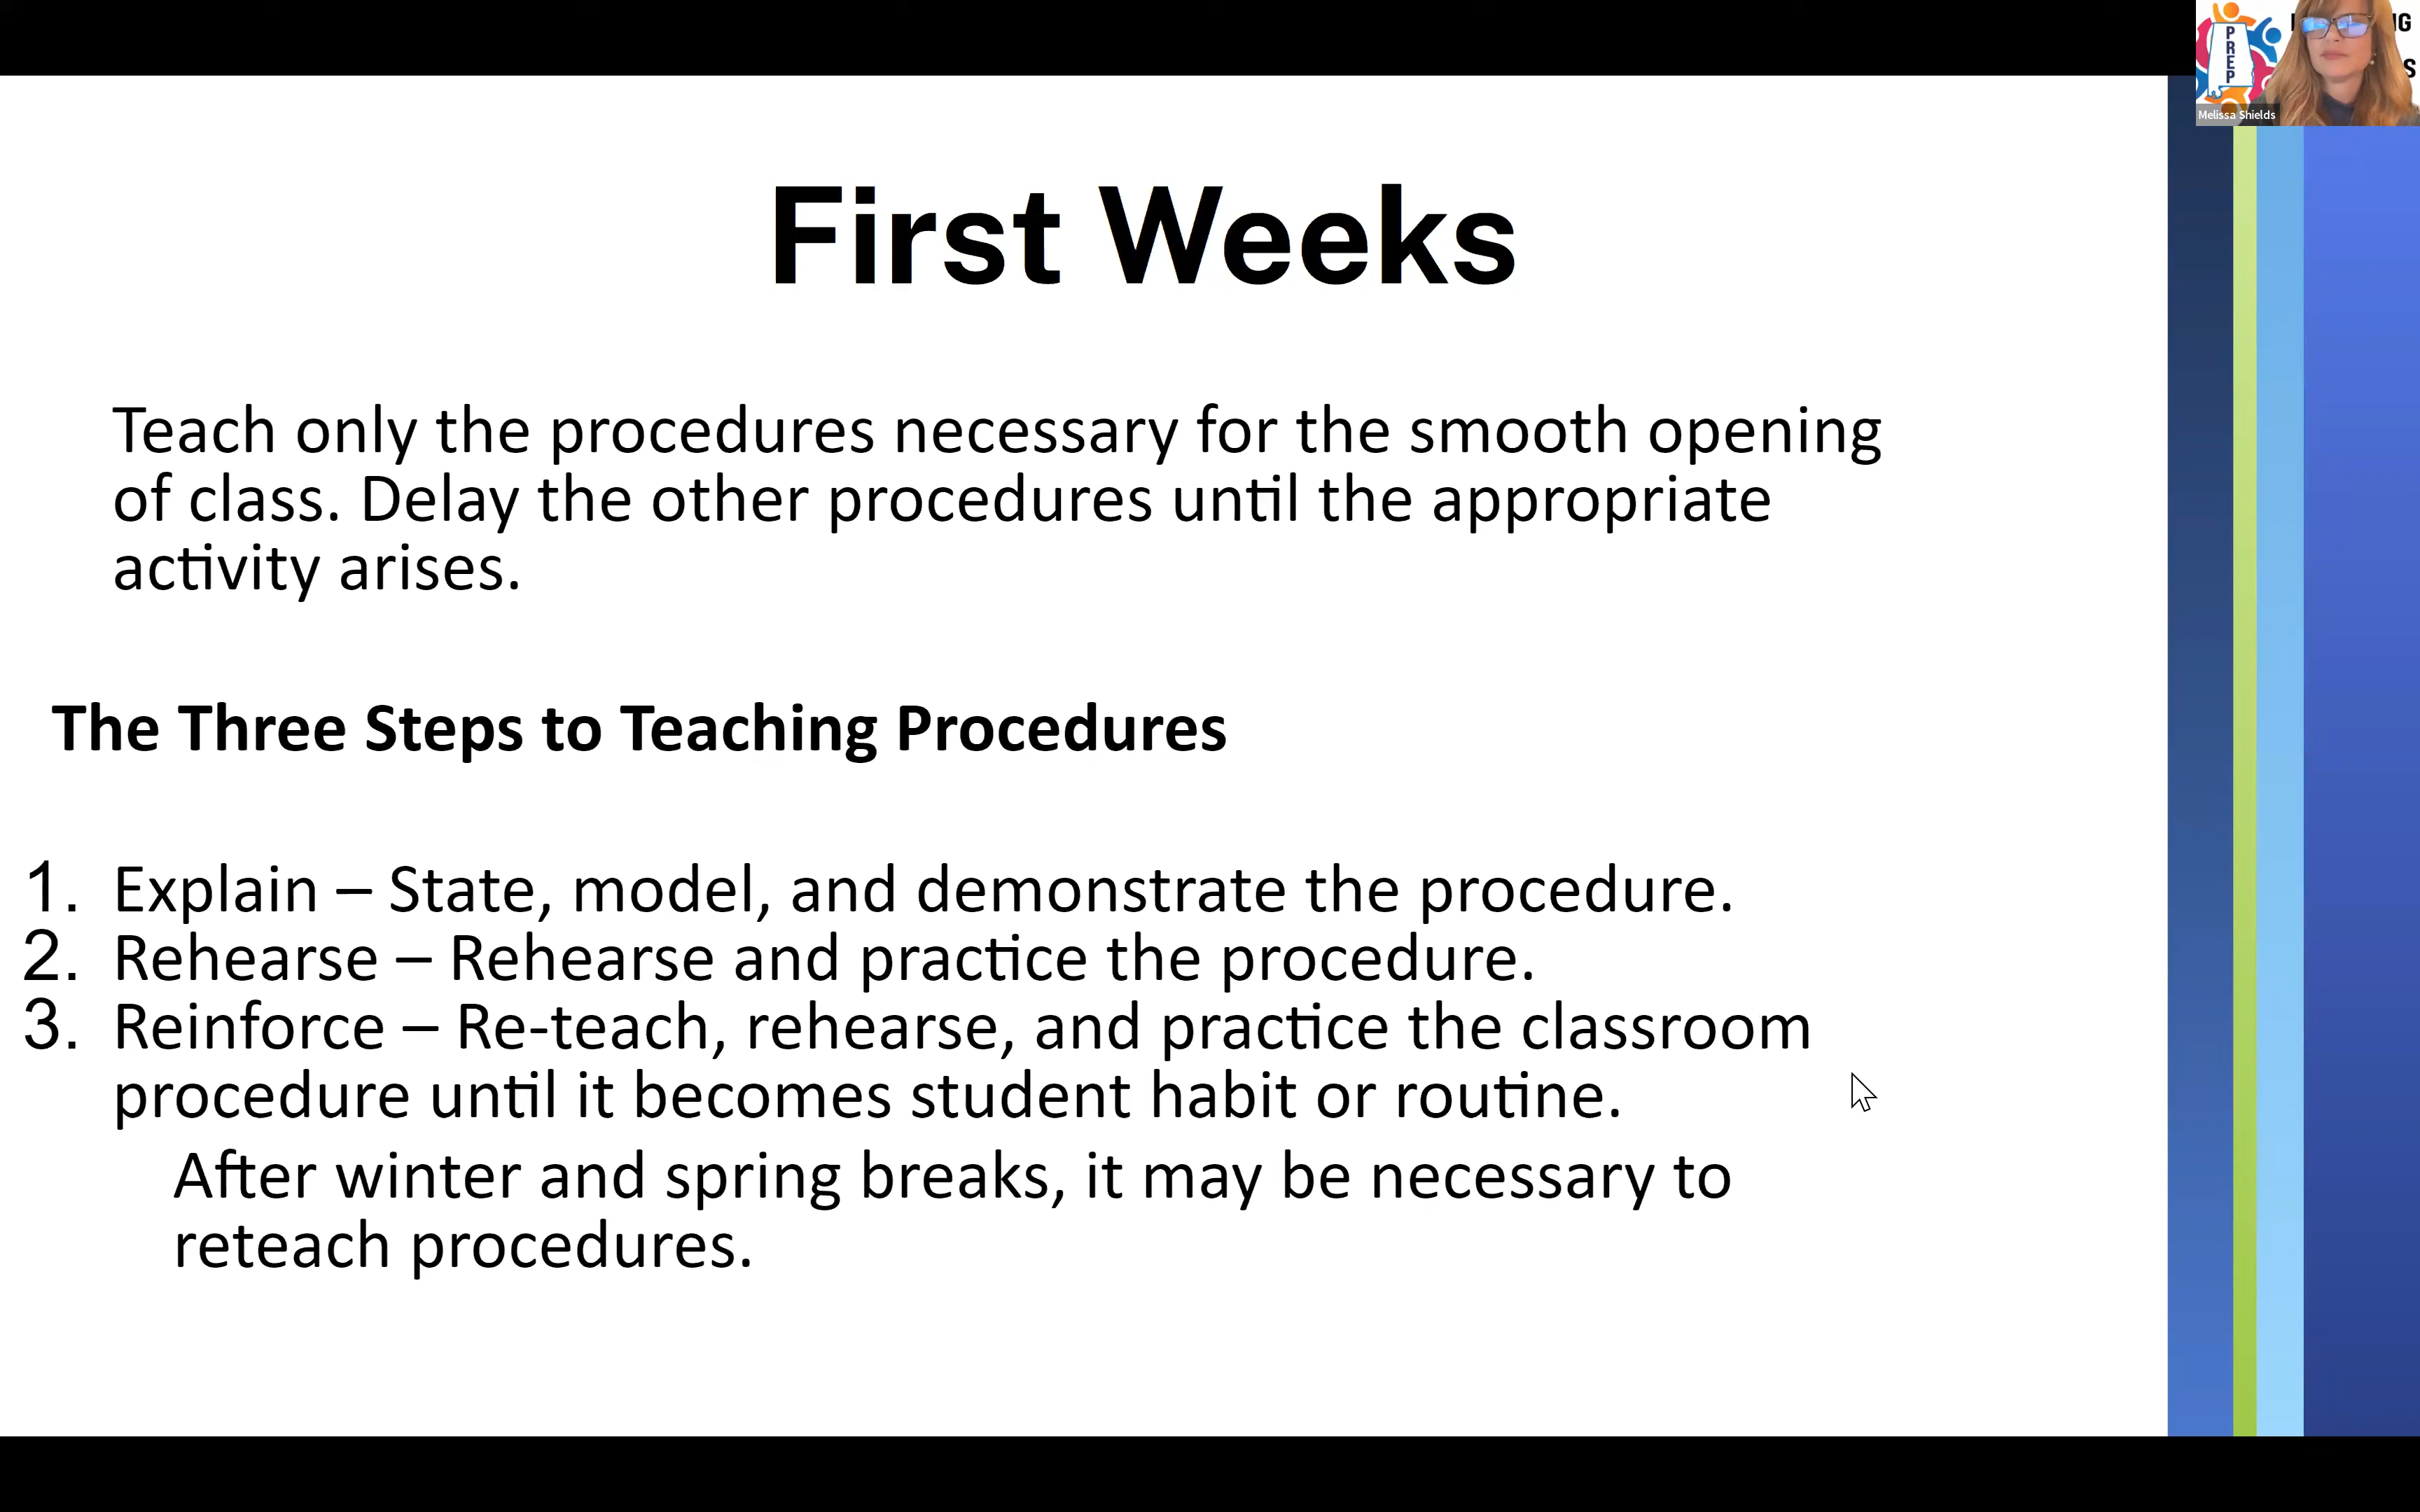 G
PREP
S
Melissa Shields
First Weeks
Teach only the procedures necessary for the smooth opening
of class. Delay the other procedures until the appropriate
activity arises.
The Three Steps to Teaching Procedures
1. Explain – State, model, and demonstrate the procedure.
2. Rehearse – Rehearse and practice the procedure.
3. Reinforce – Re-teach, rehearse, and practice the classroom
procedure until it becomes student habit or routine.
After winter and spring breaks, it may be necessary to
reteach procedures.